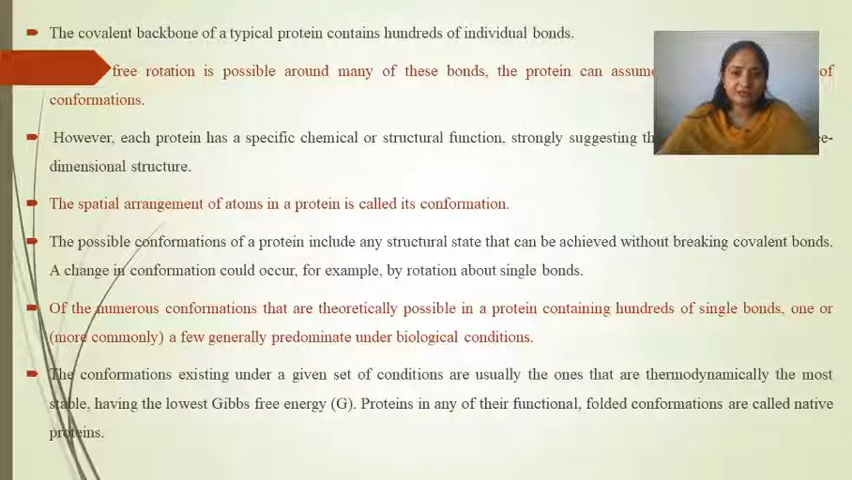 The covalent backbone of a typical protein contains hundreds of individual bonds.
free rotation is possible around many of these bonds, the protein can assume of
conformations.
However, each protein has a specific chemical or structural function, strongly suggesting
dimensional structure.
The spatial arrangement of atoms in a protein is called its conformation.
The possible conformations of a protein include any structural state that can be achieved without breaking covalent bonds.
A change in conformation could occur, for example, by rotation about single bonds.
Of the numerous conformations that are theoretically possible in a protein containing hundreds of single bonds, one or
(more commonly) a few generally predominate under biological conditions.
The conformations existing under a given set of conditions are usually the ones that are thermodynamically the most
stable, having the lowest Gibbs free energy (G). Proteins in any of their functional, folded conformations are called native
proteins.